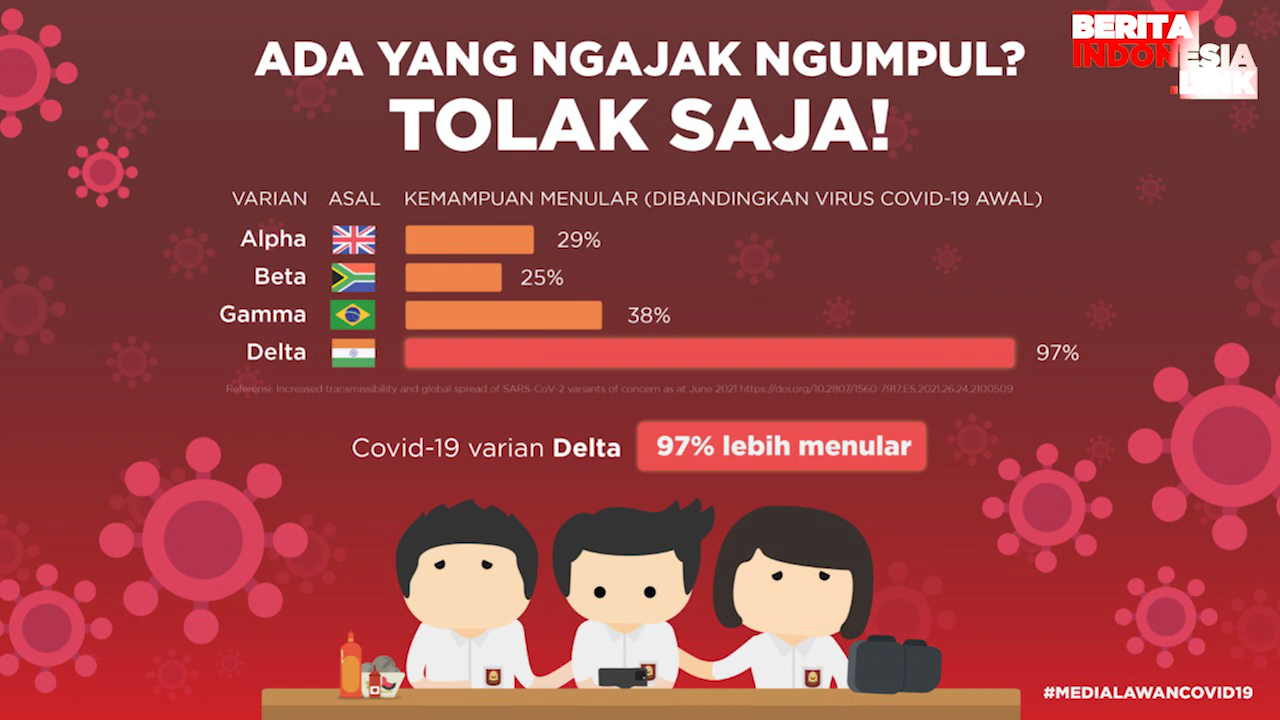 BERITA
INDONESIA
.LINK
ADA YANG NGAJAK NGUMPUL?
TOLAK SAJA!
VARIAN ASAL KEMAMPUAN MENULAR (DIBANDINGKAN VIRUS COVID-19 AWAL)
Alpha 29%
Beta 25%
Gamma 38%
Delta 97%
Referensi: Increased transmissibility and global spread of SARS-CoV-2 variants of concern as at June 2021 https://doi.org/10.2807/1560-7917.ES.2021.26.24.2100509
Covid-19 varian Delta 97% lebih menular
#MEDIALAWANCOVID19